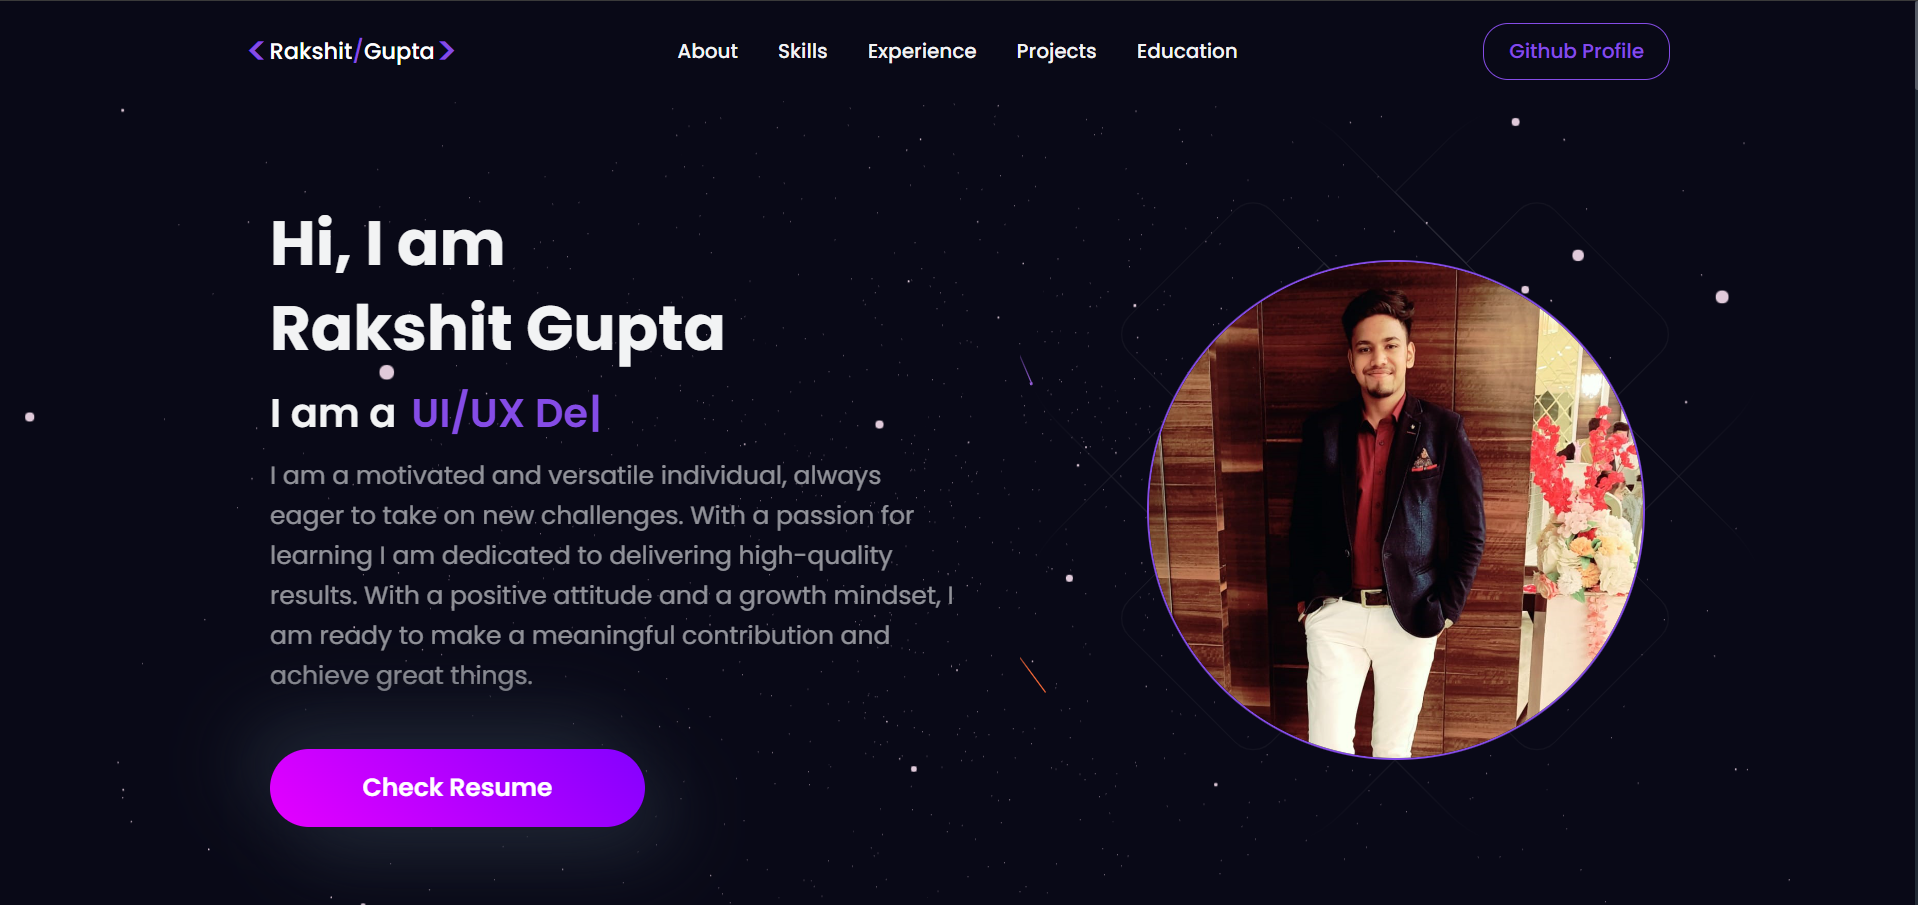 <Rakshit/Gupta>
About
Skills
Experience
Projects
Education
Github Profile
Hi, I am
Rakshit Gupta
I am a UI/UX De|
I am a motivated and versatile individual, always
eager to take on new challenges. With a passion for
learning I am dedicated to delivering high-quality
results. With a positive attitude and a growth mindset, I
am ready to make a meaningful contribution and
achieve great things.
Check Resume